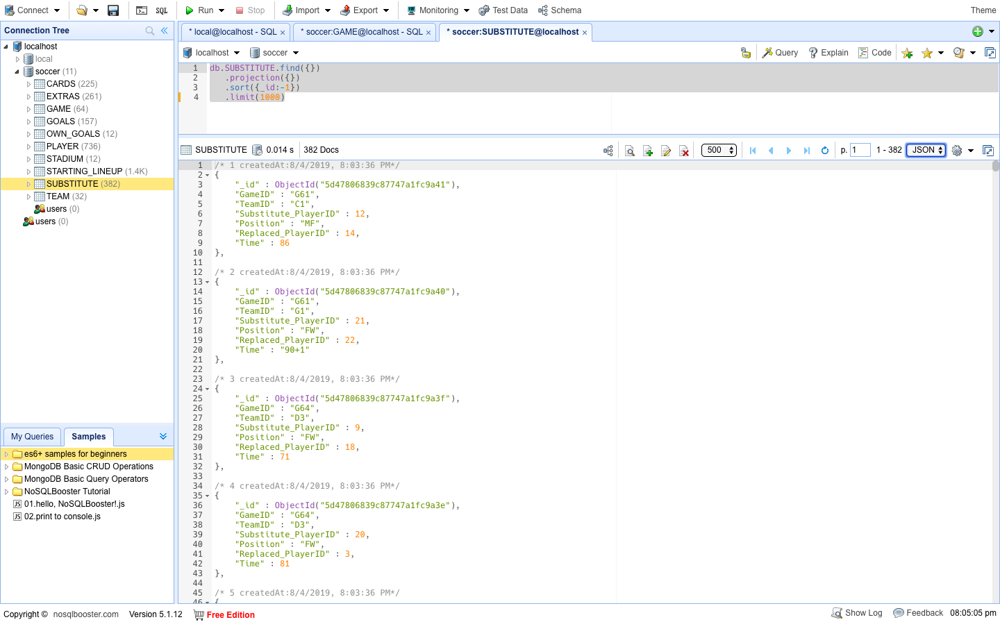 Connect SQL Run Stop Import Export Monitoring Test Data Schema Theme
Connection Tree
localhost
local
soccer (11)
CARDS (225)
EXTRAS (261)
GAME (64)
GOALS (157)
OWN_GOALS (12)
PLAYER (736)
STADIUM (12)
STARTING_LINEUP (1.4K)
SUBSTITUTE (382)
TEAM (32)
users (0)
users (0)
My Queries Samples
es6+ samples for beginners
MongoDB Basic CRUD Operations
MongoDB Basic Query Operators
NoSQLBooster Tutorial
JS 01.hello, NoSQLBooster!.js
JS 02.print to console.js
* local@localhost - SQL × * soccer:GAME@localhost - SQL × * soccer:SUBSTITUTE@localhost ×
localhost soccer Query Explain Code
1 db.SUBSTITUTE.find({})
2 .projection({})
3 .sort({_id:-1})
4 .limit(1000)
SUBSTITUTE 0.014 s 382 Docs 500 p. 1 1 - 382 JSON
1 /* 1 createdAt:8/4/2019, 8:03:36 PM*/
2 {
3 "_id" : ObjectId("5d47806839c87747a1fc9a41"),
4 "GameID" : "G61",
5 "TeamID" : "C1",
6 "Substitute_PlayerID" : 12,
7 "Position" : "MF",
8 "Replaced_PlayerID" : 14,
9 "Time" : 86
10 },
11
12 /* 2 createdAt:8/4/2019, 8:03:36 PM*/
13 {
14 "_id" : ObjectId("5d47806839c87747a1fc9a40"),
15 "GameID" : "G61",
16 "TeamID" : "G1",
17 "Substitute_PlayerID" : 21,
18 "Position" : "FW",
19 "Replaced_PlayerID" : 22,
20 "Time" : "90+1"
21 },
22
23 /* 3 createdAt:8/4/2019, 8:03:36 PM*/
24 {
25 "_id" : ObjectId("5d47806839c87747a1fc9a3f"),
26 "GameID" : "G64",
27 "TeamID" : "D3",
28 "Substitute_PlayerID" : 9,
29 "Position" : "FW",
30 "Replaced_PlayerID" : 18,
31 "Time" : 71
32 },
33
34 /* 4 createdAt:8/4/2019, 8:03:36 PM*/
35 {
36 "_id" : ObjectId("5d47806839c87747a1fc9a3e"),
37 "GameID" : "G64",
38 "TeamID" : "D3",
39 "Substitute_PlayerID" : 20,
40 "Position" : "FW",
41 "Replaced_PlayerID" : 3,
42 "Time" : 81
43 },
44
45 /* 5 createdAt:8/4/2019, 8:03:36 PM*/
46 {
Copyright © nosqlbooster.com Version 5.1.12 Free Edition Show Log Feedback 08:05:05 pm